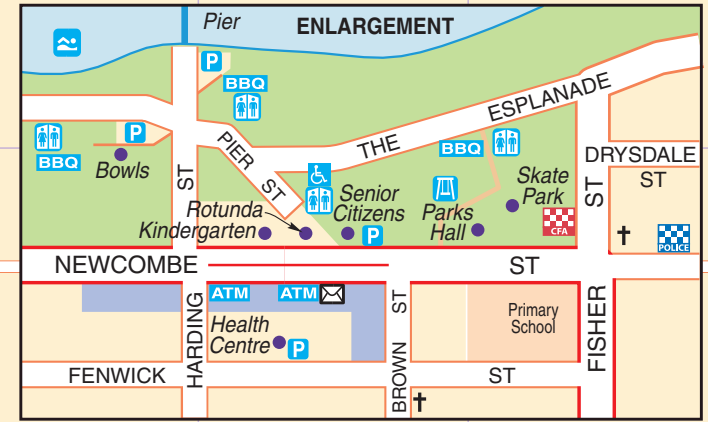 Pier
ENLARGEMENT
P
BBQ
ESPLANADE
THE
PIER ST
P
BBQ
Bowls
BBQ
DRYSDALE
ST
ST
ST
Skate
Park
Senior
Citizens
Parks
Hall
Rotunda
Kindergarten
P
CFA
POLICE
NEWCOMBE
ST
ATM
ATM
HARDING
ST
BROWN
FISHER
Primary
School
Health
Centre
P
FENWICK
ST